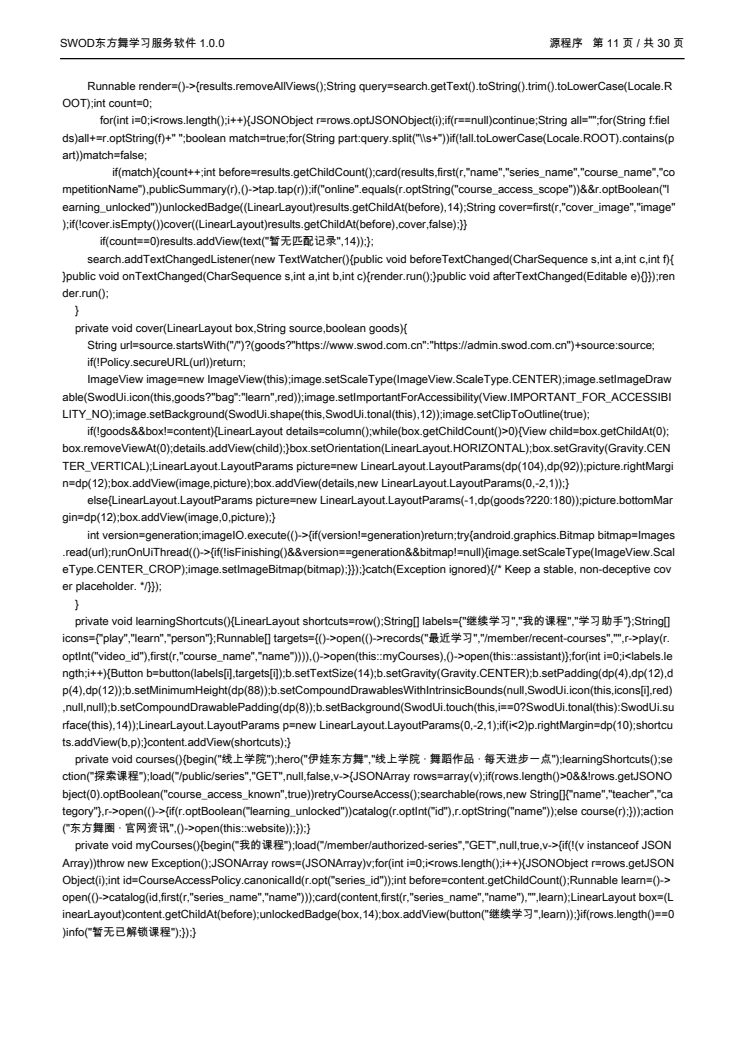 SWOD东方舞学习服务软件 1.0.0
源程序 第 11 页 / 共 30 页
Runnable render=()->{results.removeAllViews();String query=search.getText().toString().trim().toLowerCase(Locale.R
OOT);int count=0;
for(int i=0;i<rows.length();i++){JSONObject r=rows.optJSONObject(i);if(r==null)continue;String all="";for(String f:fiel
ds)all+=r.optString(f)+" ";boolean match=true;for(String part:query.split("\\s+"))if(!all.toLowerCase(Locale.ROOT).contains(p
art))match=false;
if(match){count++;int before=results.getChildCount();card(results,first(r,"name","series_name","course_name","co
mpetitionName"),publicSummary(r),()->tap.tap(r));if("online".equals(r.optString("course_access_scope"))&&r.optBoolean("l
earning_unlocked"))unlockedBadge((LinearLayout)results.getChildAt(before),14);String cover=first(r,"cover_image","image"
);if(!cover.isEmpty())cover((LinearLayout)results.getChildAt(before),cover,false);}}
if(count==0)results.addView(text("暂无匹配记录",14));};
search.addTextChangedListener(new TextWatcher(){public void beforeTextChanged(CharSequence s,int a,int c,int f){
}public void onTextChanged(CharSequence s,int a,int b,int c){render.run();}public void afterTextChanged(Editable e){}});ren
der.run();
}
private void cover(LinearLayout box,String source,boolean goods){
String url=source.startsWith("/")?(goods?"https://www.swod.com.cn":"https://admin.swod.com.cn")+source:source;
if(!Policy.secureURL(url))return;
ImageView image=new ImageView(this);image.setScaleType(ImageView.ScaleType.CENTER);image.setImageDraw
able(SwodUi.icon(this,goods?"bag":"learn",red));image.setImportantForAccessibility(View.IMPORTANT_FOR_ACCESSIBI
LITY_NO);image.setBackground(SwodUi.shape(this,SwodUi.tonal(this),12));image.setClipToOutline(true);
if(!goods&&box!=content){LinearLayout details=column();while(box.getChildCount()>0){View child=box.getChildAt(0);
box.removeViewAt(0);details.addView(child);}box.setOrientation(LinearLayout.HORIZONTAL);box.setGravity(Gravity.CEN
TER_VERTICAL);LinearLayout.LayoutParams picture=new LinearLayout.LayoutParams(dp(104),dp(92));picture.rightMargi
n=dp(12);box.addView(image,picture);box.addView(details,new LinearLayout.LayoutParams(0,-2,1));}
else{LinearLayout.LayoutParams picture=new LinearLayout.LayoutParams(-1,dp(goods?220:180));picture.bottomMar
gin=dp(12);box.addView(image,0,picture);}
int version=generation;imageIO.execute(()->{if(version!=generation)return;try{android.graphics.Bitmap bitmap=Images
.read(url);runOnUiThread(()->{if(!isFinishing()&&version==generation&&bitmap!=null){image.setScaleType(ImageView.Scal
eType.CENTER_CROP);image.setImageBitmap(bitmap);}});}catch(Exception ignored){/* Keep a stable, non-deceptive cov
er placeholder. */}});
}
private void learningShortcuts(){LinearLayout shortcuts=row();String[] labels={"继续学习","我的课程","学习助手"};String[]
icons={"play","learn","person"};Runnable[] targets={()->open(()->records("最近学习","/member/recent-courses","",r->play(r.
optInt("video_id"),first(r,"course_name","name")))),()->open(this::myCourses),()->open(this::assistant)};for(int i=0;i<labels.le
ngth;i++){Button b=button(labels[i],targets[i]);b.setTextSize(14);b.setGravity(Gravity.CENTER);b.setPadding(dp(4),dp(12),d
p(4),dp(12));b.setMinimumHeight(dp(88));b.setCompoundDrawablesWithIntrinsicBounds(null,SwodUi.icon(this,icons[i],red)
,null,null);b.setCompoundDrawablePadding(dp(8));b.setBackground(SwodUi.touch(this,i==0?SwodUi.tonal(this):SwodUi.su
rface(this),14));LinearLayout.LayoutParams p=new LinearLayout.LayoutParams(0,-2,1);if(i<2)p.rightMargin=dp(10);shortcu
ts.addView(b,p);}content.addView(shortcuts);}
private void courses(){begin("线上学院");hero("伊娃东方舞","线上学院 · 舞蹈作品 · 每天进步一点");learningShortcuts();se
ction("探索课程");load("/public/series","GET",null,false,v->{JSONArray rows=array(v);if(rows.length()>0&&!rows.getJSONO
bject(0).optBoolean("course_access_known",true))retryCourseAccess();searchable(rows,new String[]{"name","teacher","ca
tegory"},r->open(()->{if(r.optBoolean("learning_unlocked"))catalog(r.optInt("id"),r.optString("name"));else course(r);}));action
("东方舞圈 · 官网资讯",()->open(this::website));});}
private void myCourses(){begin("我的课程");load("/member/authorized-series","GET",null,true,v->{if(!(v instanceof JSON
Array))throw new Exception();JSONArray rows=(JSONArray)v;for(int i=0;i<rows.length();i++){JSONObject r=rows.getJSON
Object(i);int id=CourseAccessPolicy.canonicalId(r.opt("series_id"));int before=content.getChildCount();Runnable learn=()->
open(()->catalog(id,first(r,"series_name","name")));card(content,first(r,"series_name","name"),"",learn);LinearLayout box=(L
inearLayout)content.getChildAt(before);unlockedBadge(box,14);box.addView(button("继续学习",learn));}if(rows.length()==0
)info("暂无已解锁课程");});}